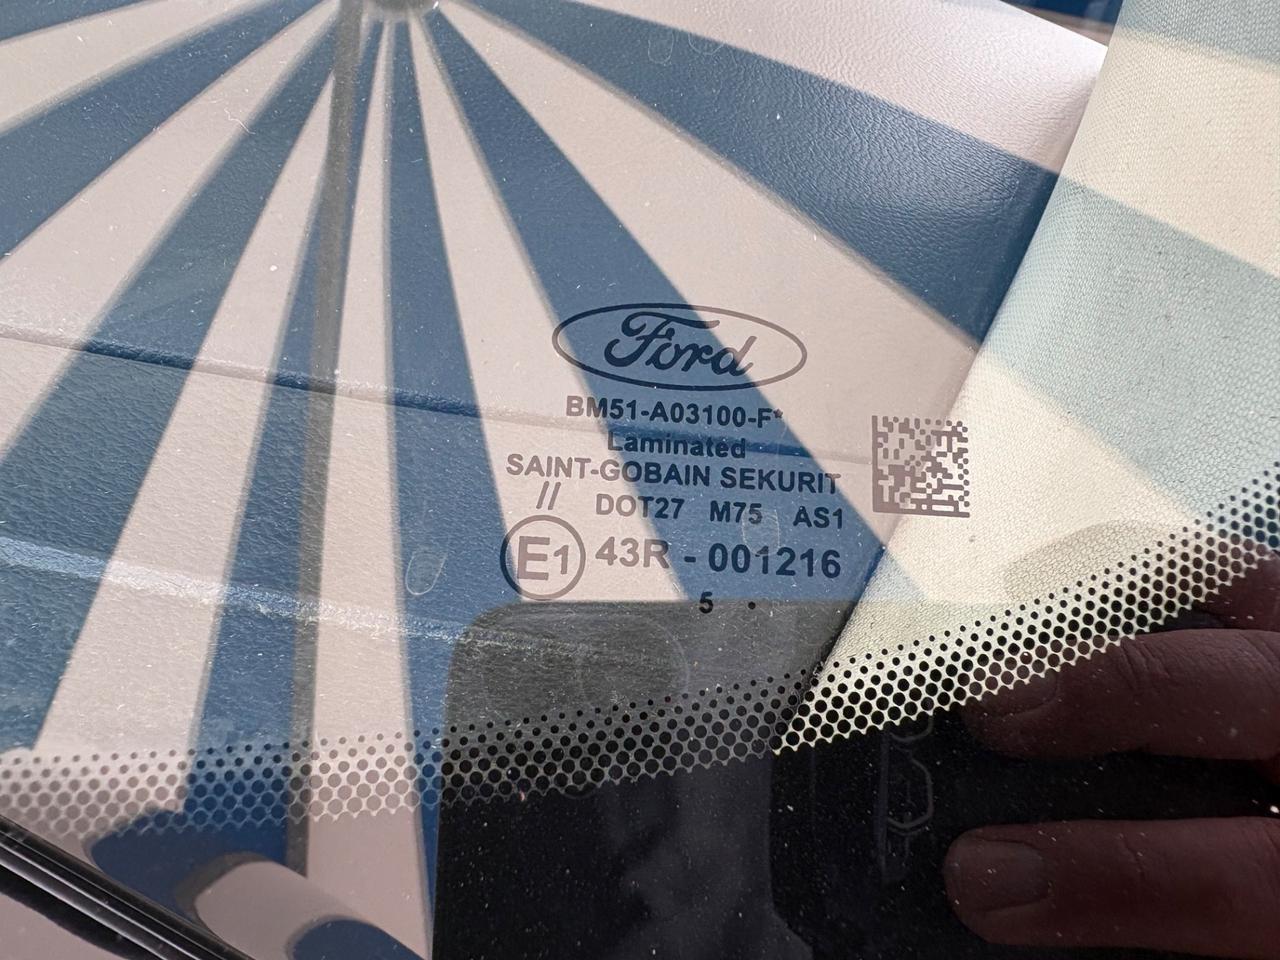 Ford
BM51-A03100-F*
Laminated
SAINT-GOBAIN SEKURIT
// DOT27 M75 AS1
E1 43R - 001216
5 •